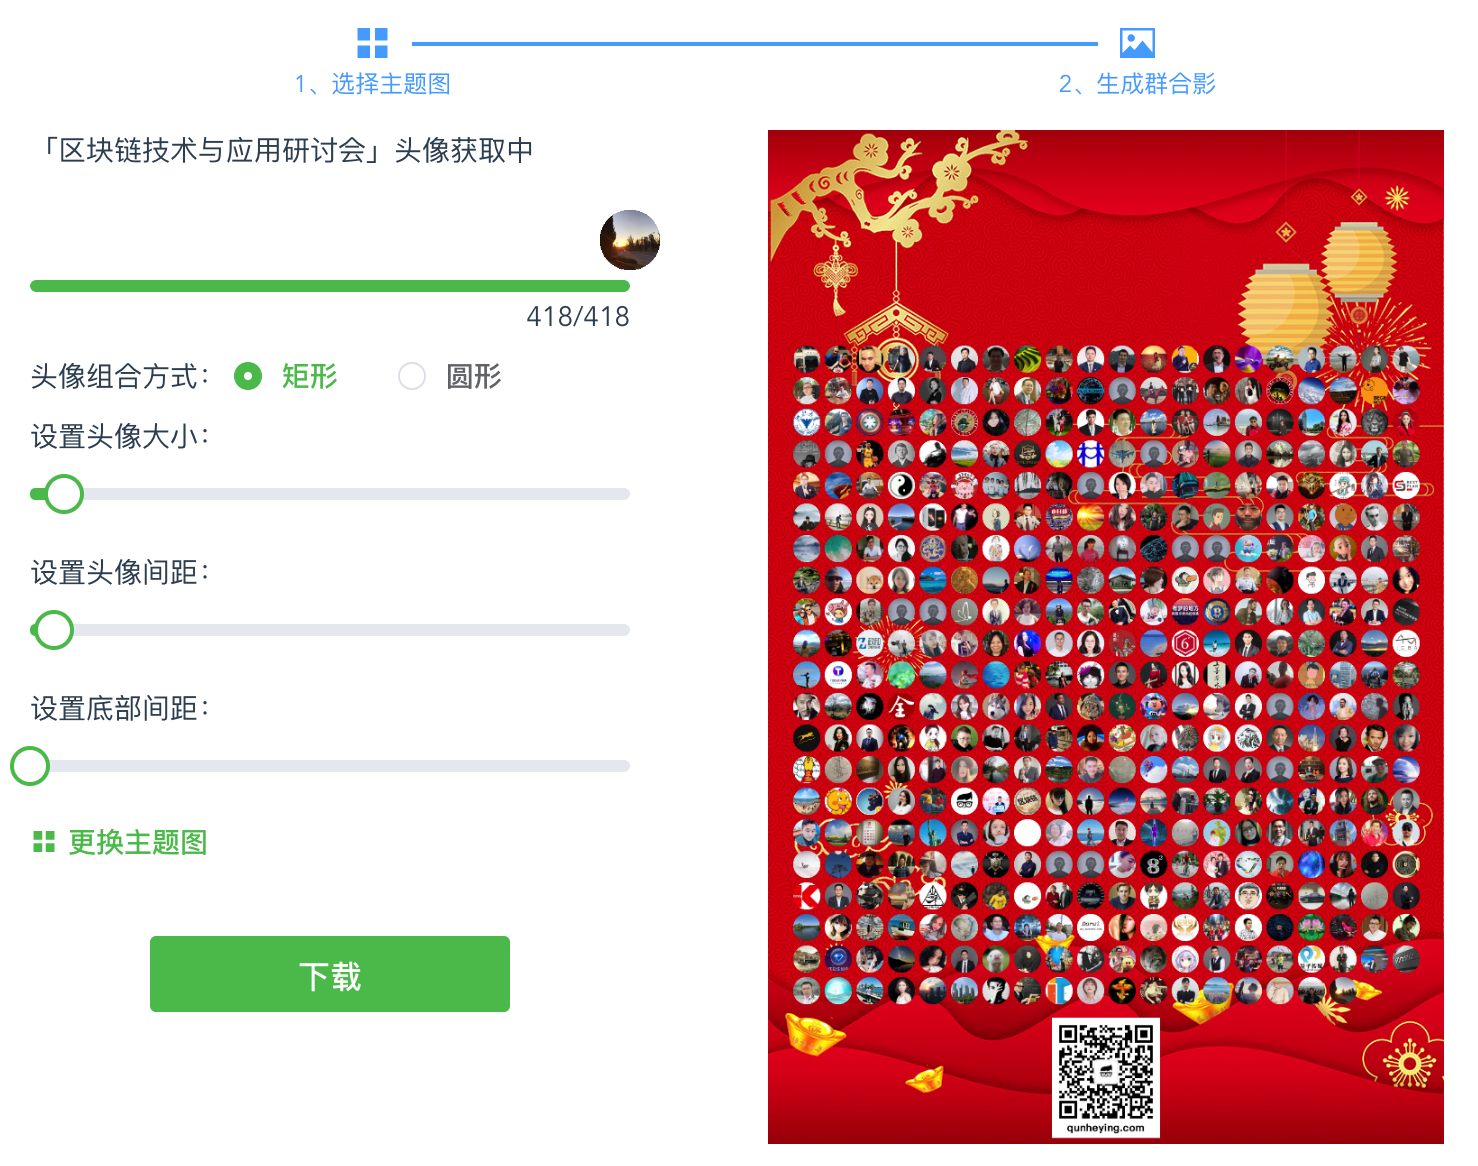 1、选择主题图
2、生成群合影
「区块链技术与应用研讨会」头像获取中
418/418
头像组合方式：
矩形
圆形
设置头像大小：
设置头像间距：
设置底部间距：
更换主题图
下载
qunheying.com